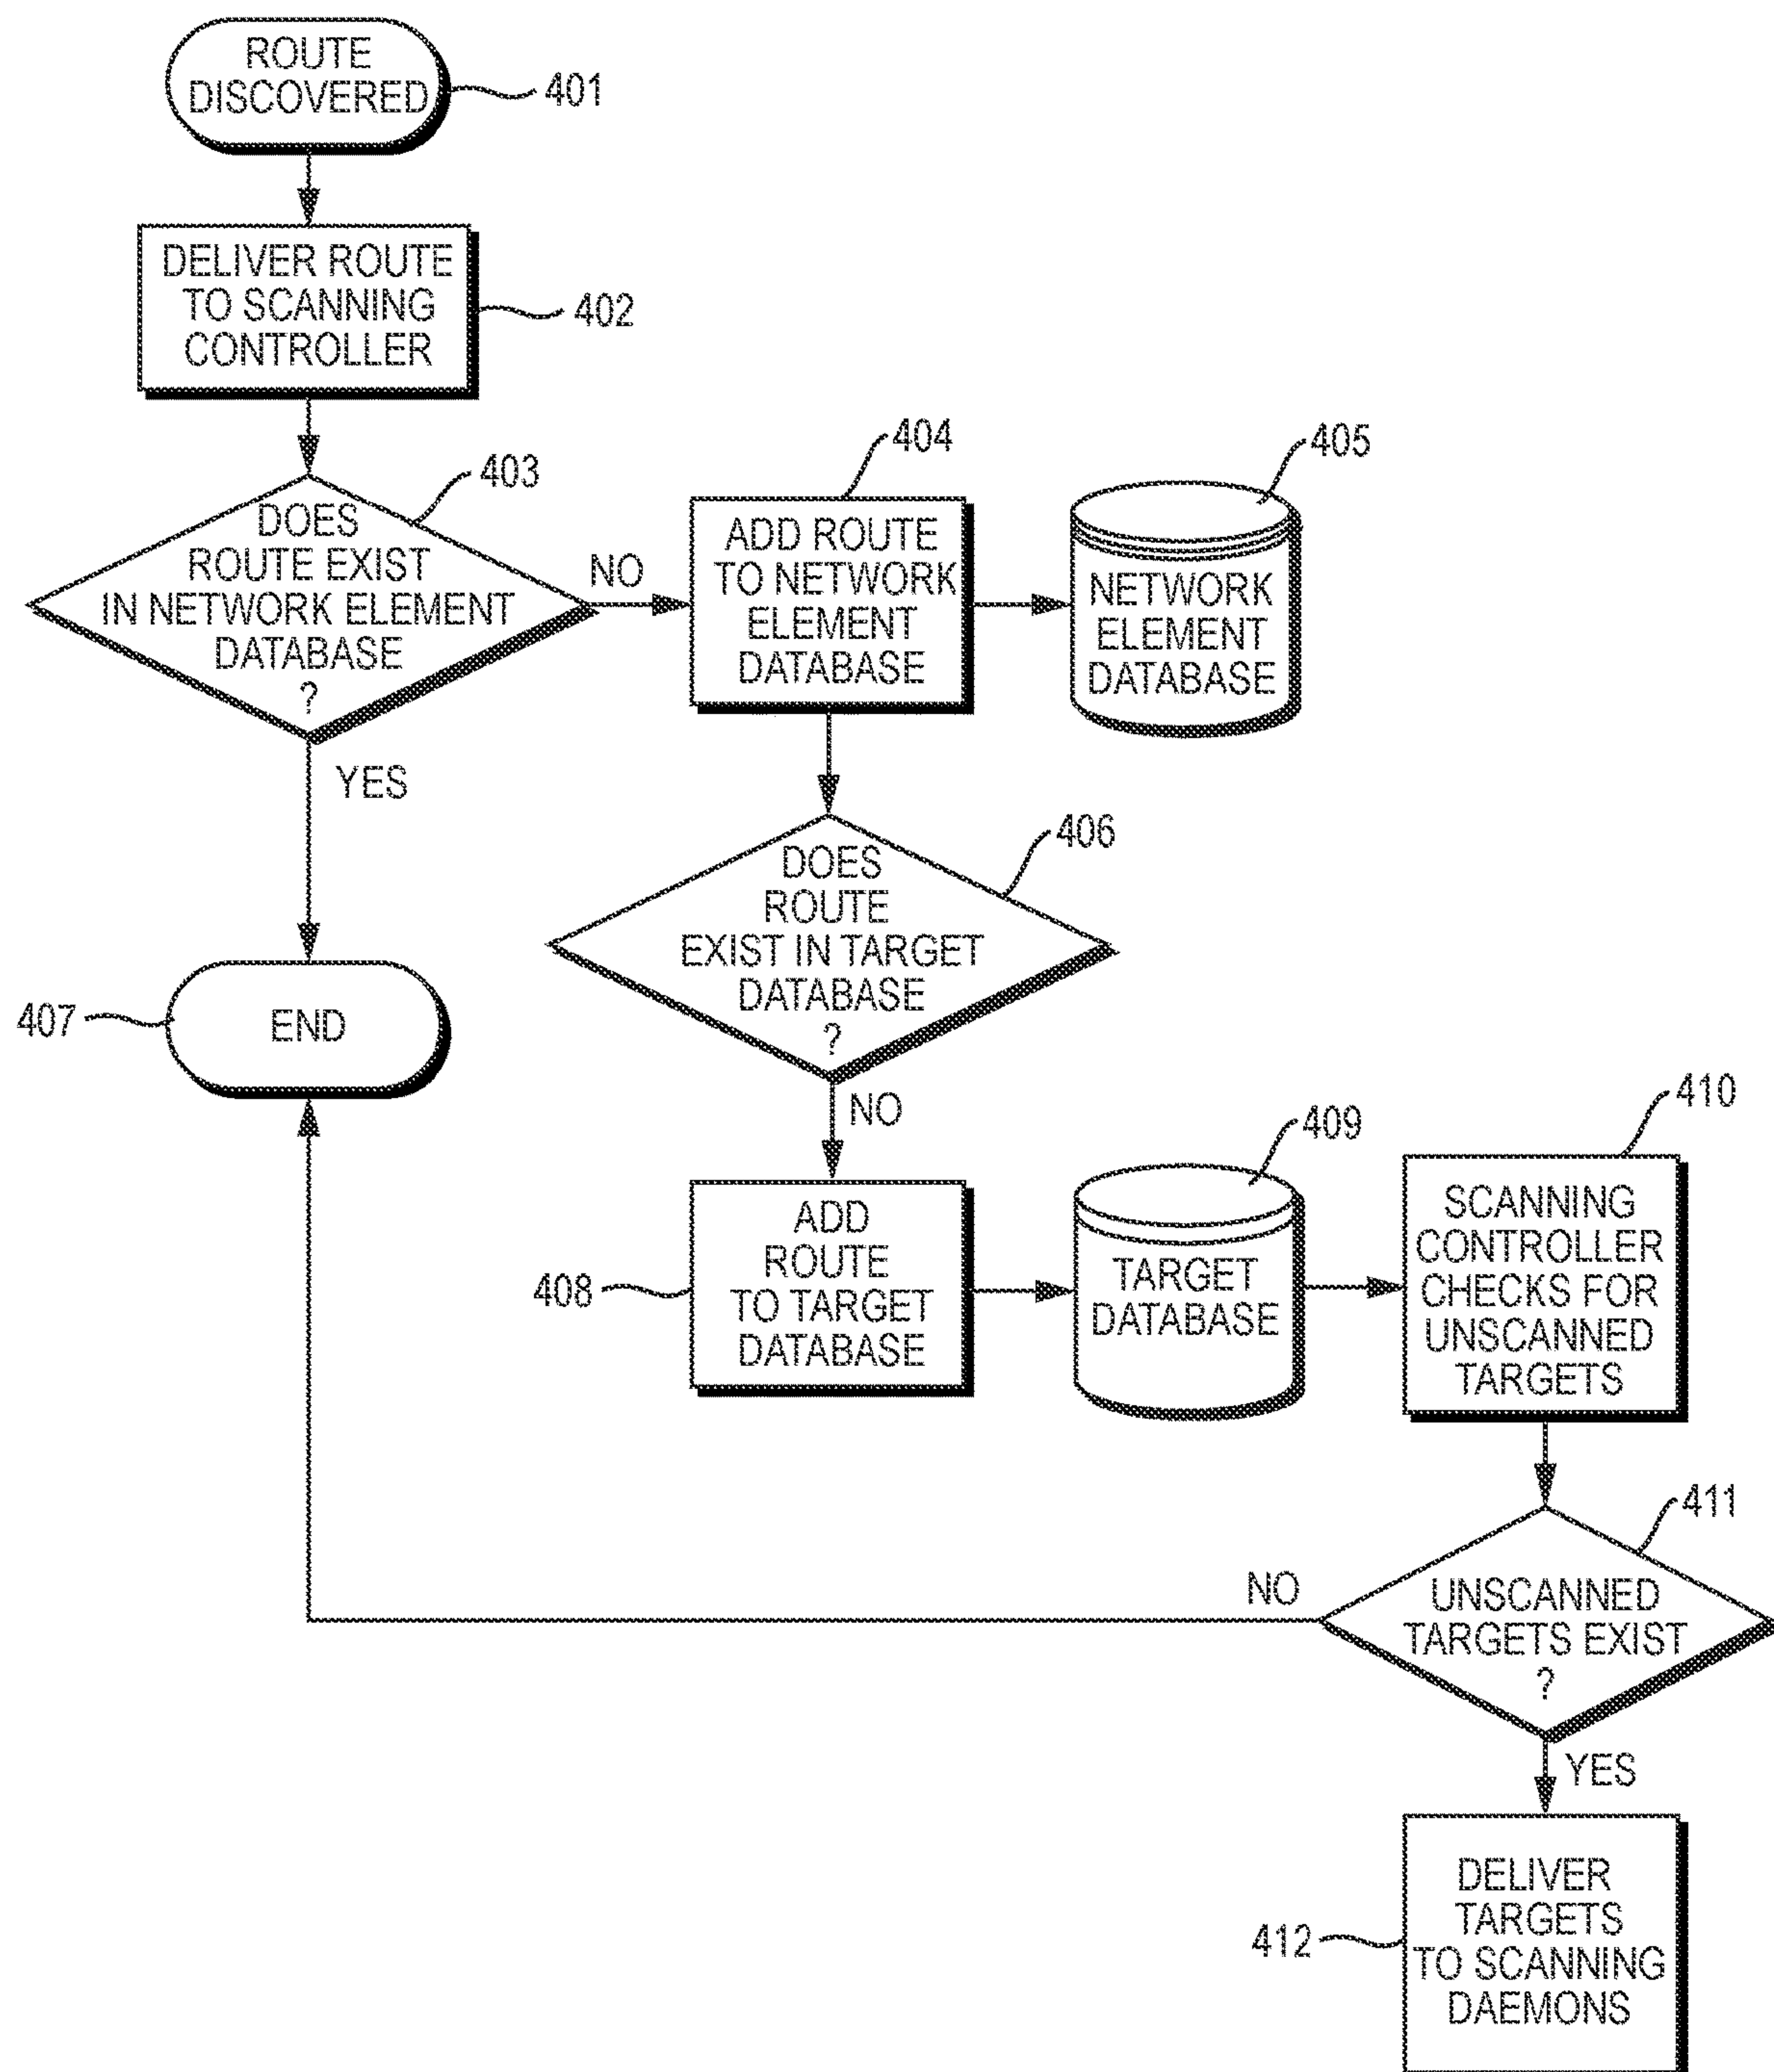 ROUTE
DISCOVERED
401
DELIVER ROUTE
TO SCANNING
CONTROLLER
402
403
DOES
ROUTE EXIST
IN NETWORK ELEMENT
DATABASE
?
NO
YES
404
ADD ROUTE
TO NETWORK
ELEMENT
DATABASE
405
NETWORK
ELEMENT
DATABASE
406
DOES
ROUTE
EXIST IN TARGET
DATABASE
?
NO
407
END
408
ADD
ROUTE
TO TARGET
DATABASE
409
TARGET
DATABASE
410
SCANNING
CONTROLLER
CHECKS FOR
UNSCANNED
TARGETS
411
UNSCANNED
TARGETS EXIST
?
NO
YES
412
DELIVER
TARGETS
TO SCANNING
DAEMONS